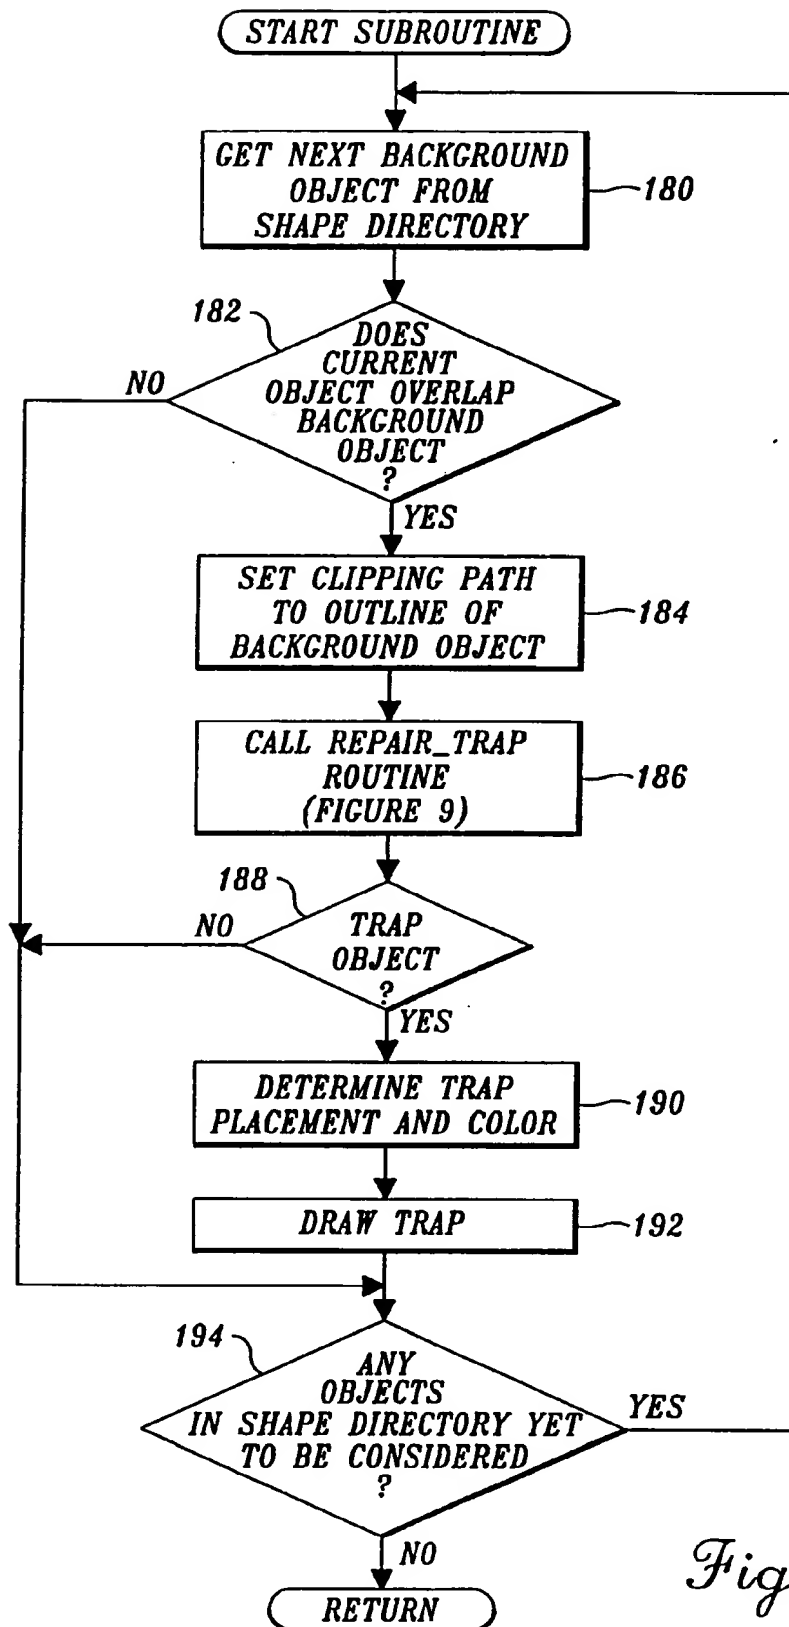 START SUBROUTINE
GET NEXT BACKGROUND
OBJECT FROM
SHAPE DIRECTORY
180
182
DOES
CURRENT
OBJECT OVERLAP
BACKGROUND
OBJECT
?
NO
YES
SET CLIPPING PATH
TO OUTLINE OF
BACKGROUND OBJECT
184
CALL REPAIR_TRAP
ROUTINE
(FIGURE 9)
186
188
TRAP
OBJECT
?
NO
YES
DETERMINE TRAP
PLACEMENT AND COLOR
190
DRAW TRAP
192
194
ANY
OBJECTS
IN SHAPE DIRECTORY YET
TO BE CONSIDERED
?
YES
NO
RETURN
Fig